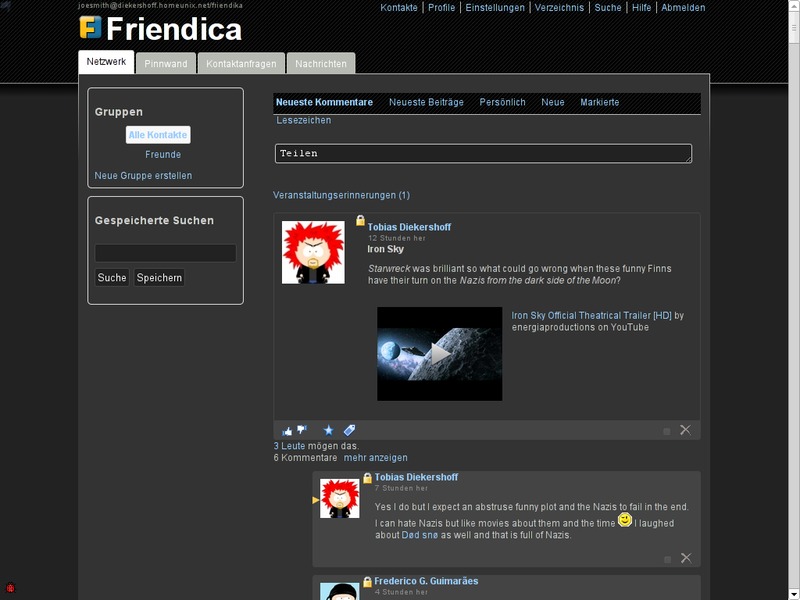 joesmith@diekershoff.homeunix.net/friendika
Kontakte | Profile | Einstellungen | Verzeichnis | Suche | Hilfe | Abmelden
Friendica
Netzwerk Pinnwand Kontaktanfragen Nachrichten
Gruppen
Alle Kontakte
Freunde
Neue Gruppe erstellen
Gespeicherte Suchen
Suche Speichern
Neueste Kommentare Neueste Beiträge Persönlich Neue Markierte
Lesezeichen
Teilen
Veranstaltungserinnerungen (1)
Tobias Diekershoff
12 Stunden her
Iron Sky
Starwreck was brilliant so what could go wrong when these funny Finns
have their turn on the Nazis from the dark side of the Moon?
Iron Sky Official Theatrical Trailer [HD] by
energiaproductions on YouTube
3 Leute mögen das.
6 Kommentare mehr anzeigen
Tobias Diekershoff
7 Stunden her
Yes I do but I expect an abstruse funny plot and the Nazis to fail in the end.
I can hate Nazis but like movies about them and the time I laughed
about Død snø as well and that is full of Nazis.
Frederico G. Guimarães
4 Stunden her